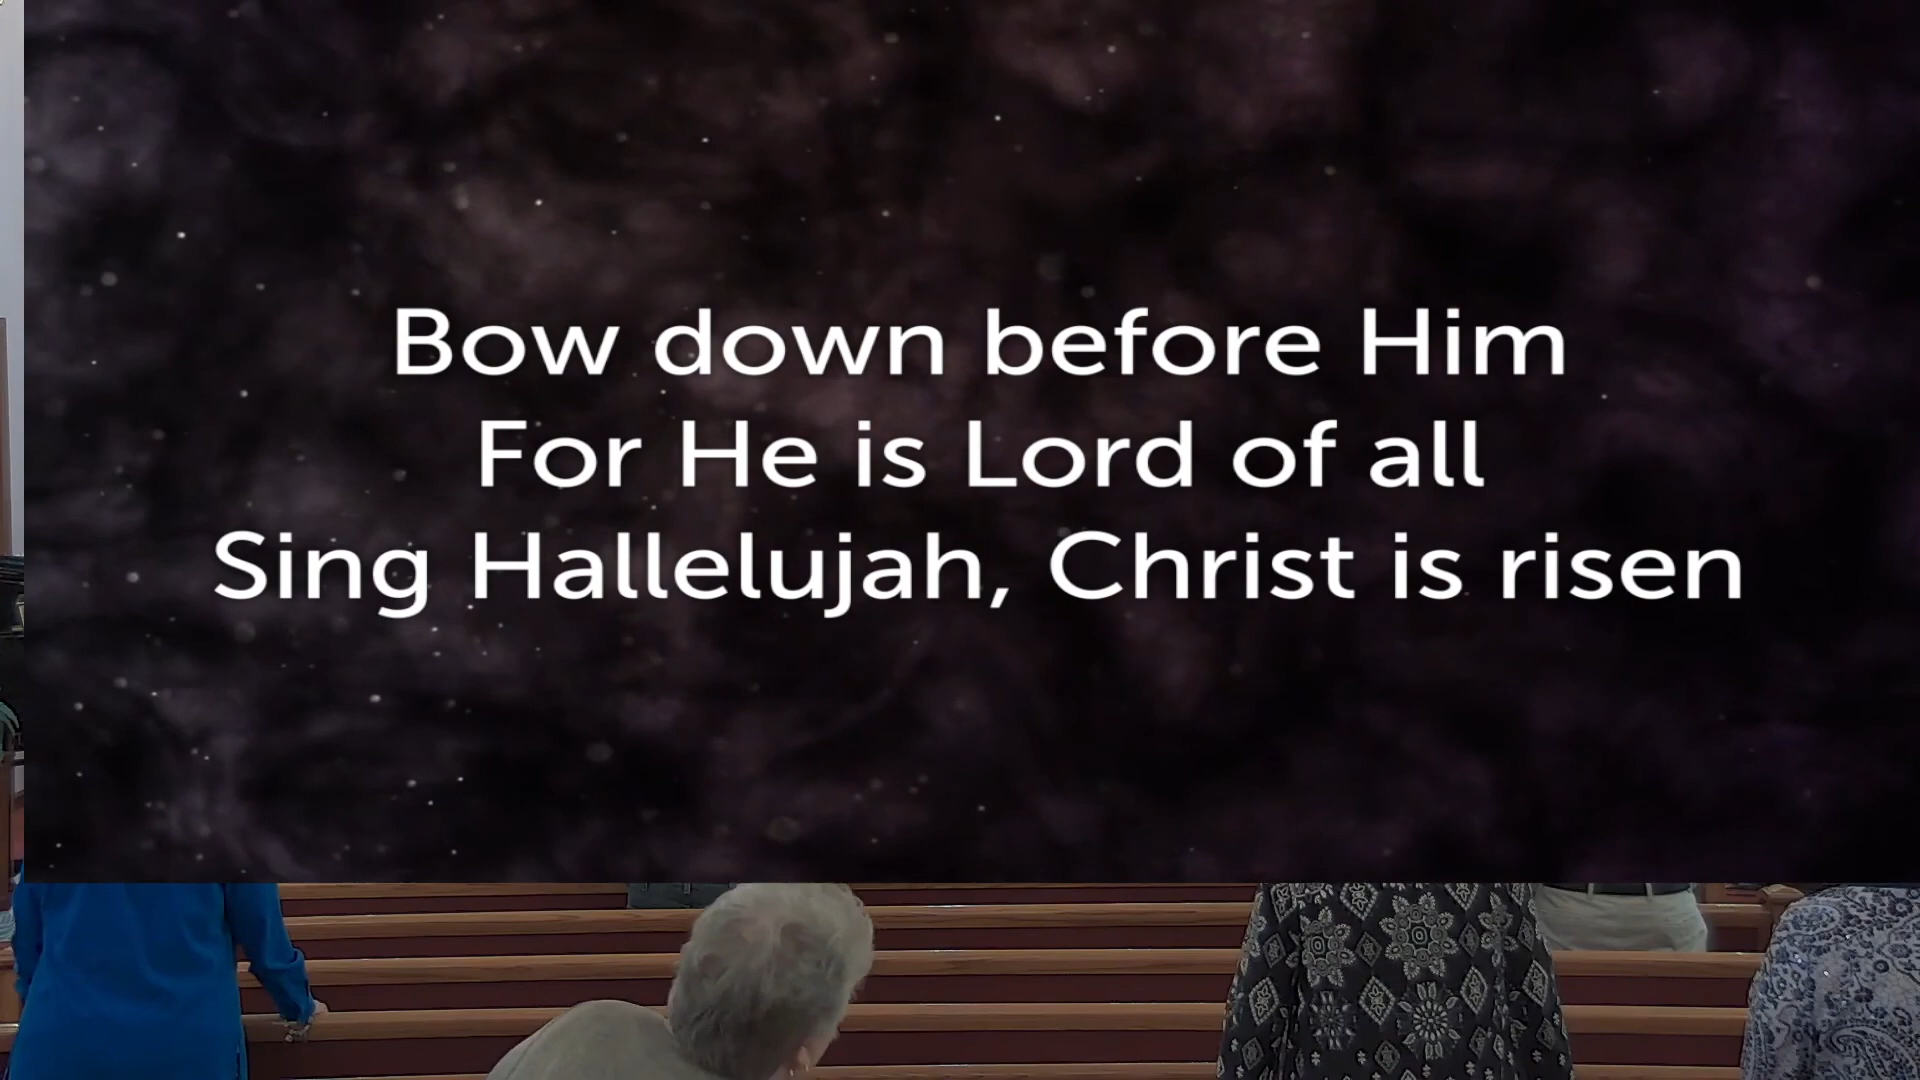 Bow down before Him
For He is Lord of all
Sing Hallelujah, Christ is risen